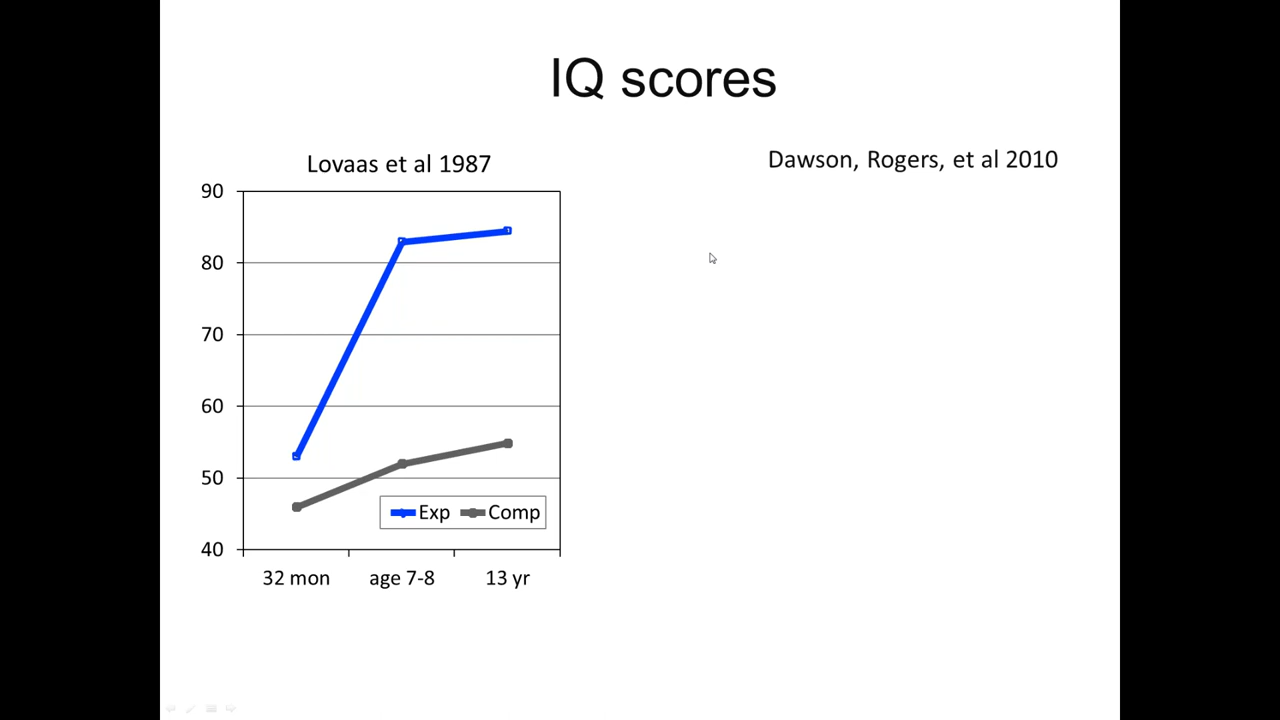 IQ scores
Lovaas et al 1987
Dawson, Rogers, et al 2010
90
80
70
60
50
40
Exp Comp
32 mon age 7-8 13 yr